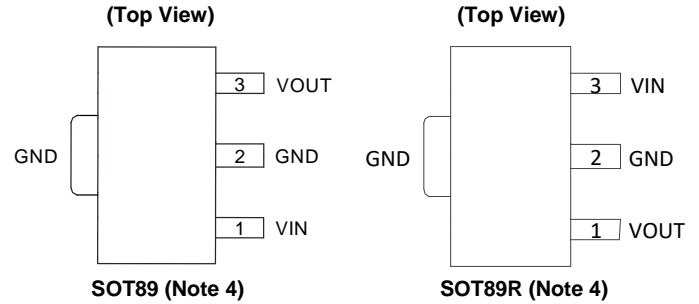 (Top View)
3 VOUT
GND 2 GND
1 VIN
SOT89 (Note 4)
(Top View)
3 VIN
GND 2 GND
1 VOUT
SOT89R (Note 4)